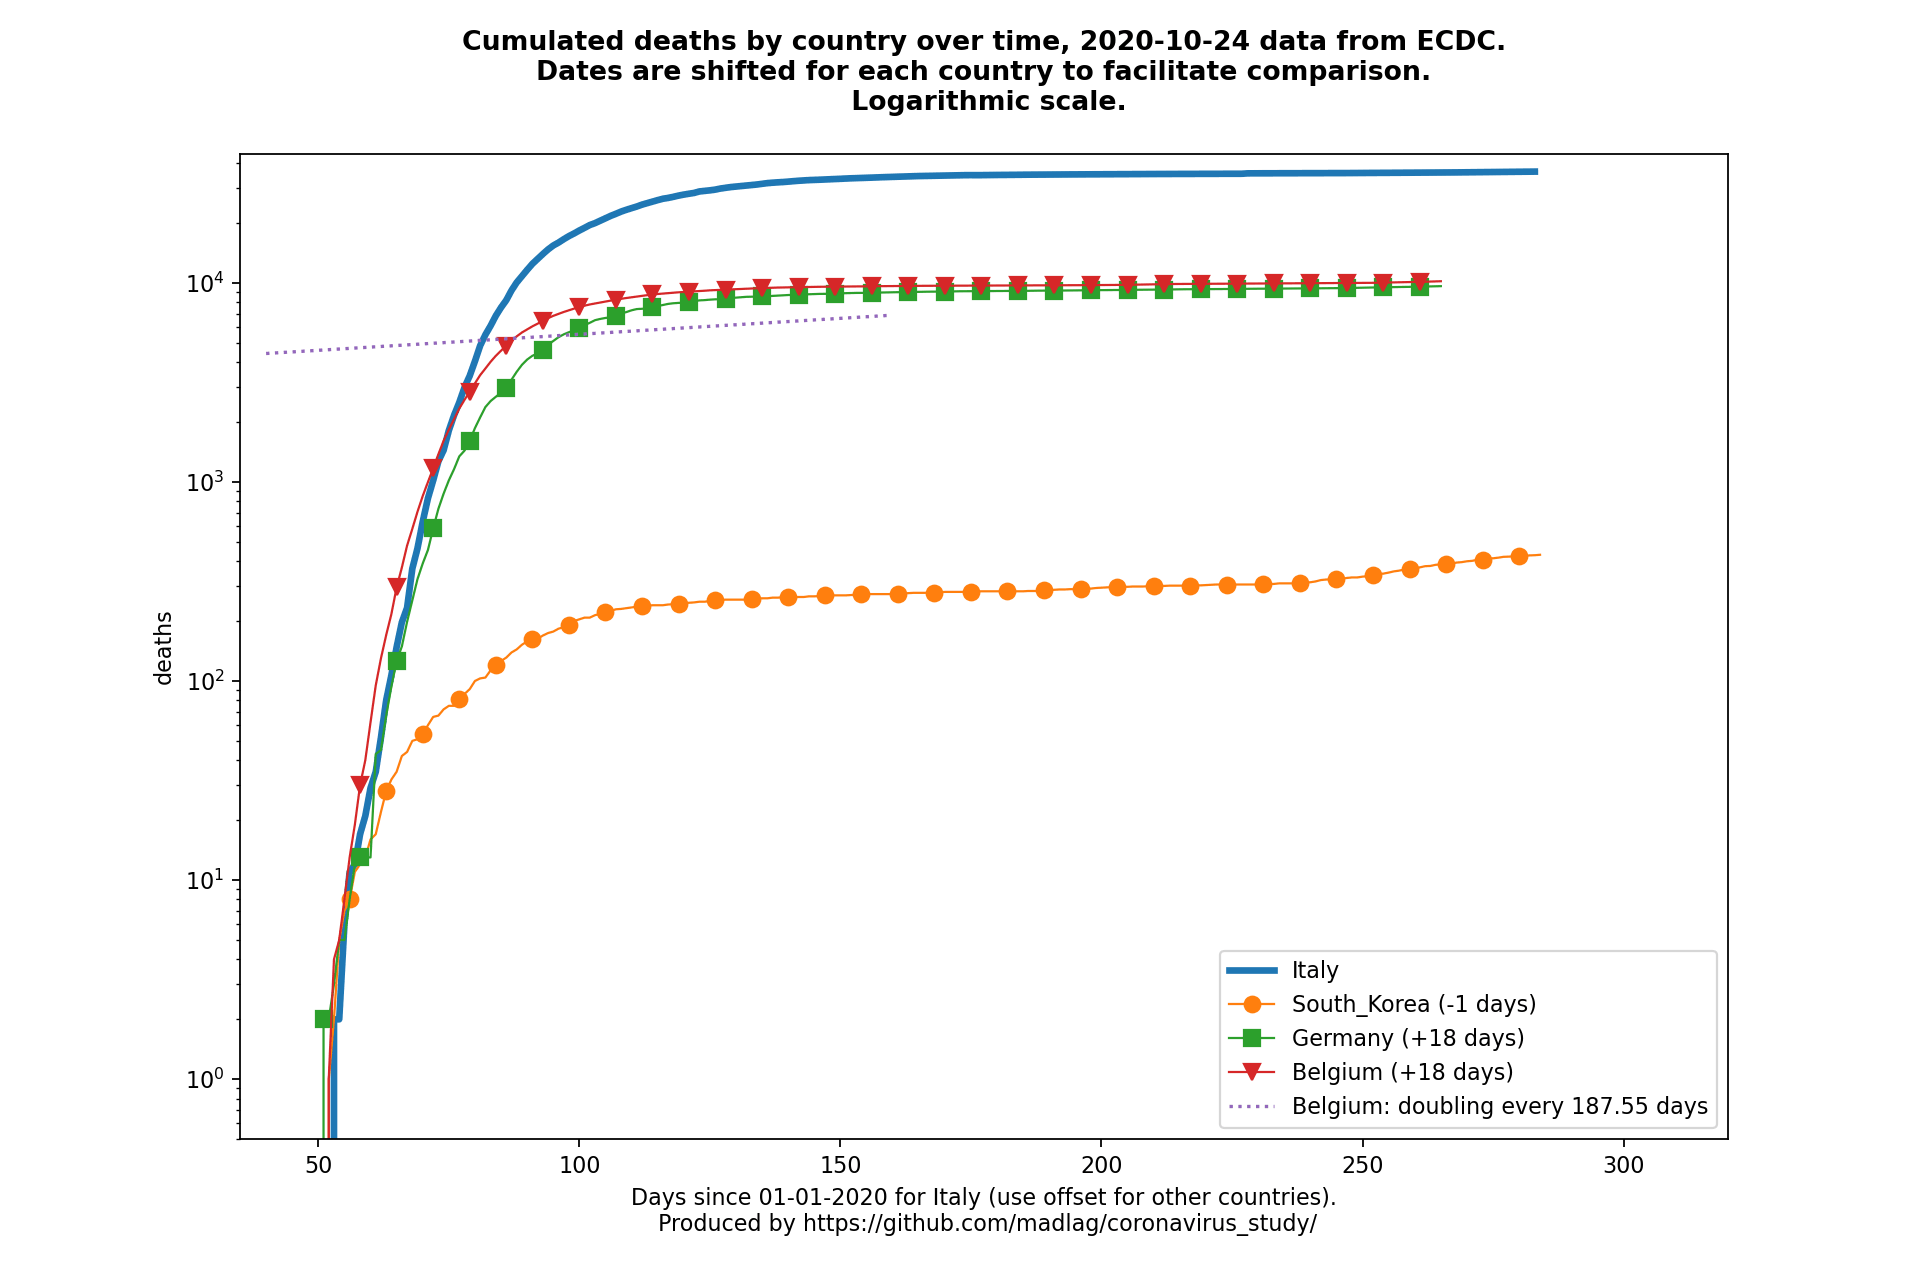 Cumulated deaths by country over time, 2020-10-24 data from ECDC.
Dates are shifted for each country to facilitate comparison.
Logarithmic scale.
10⁴
10³
10²
10¹
10⁰
deaths
Italy
South_Korea (-1 days)
Germany (+18 days)
Belgium (+18 days)
Belgium: doubling every 187.55 days
50 100 150 200 250 300
Days since 01-01-2020 for Italy (use offset for other countries).
Produced by https://github.com/madlag/coronavirus_study/